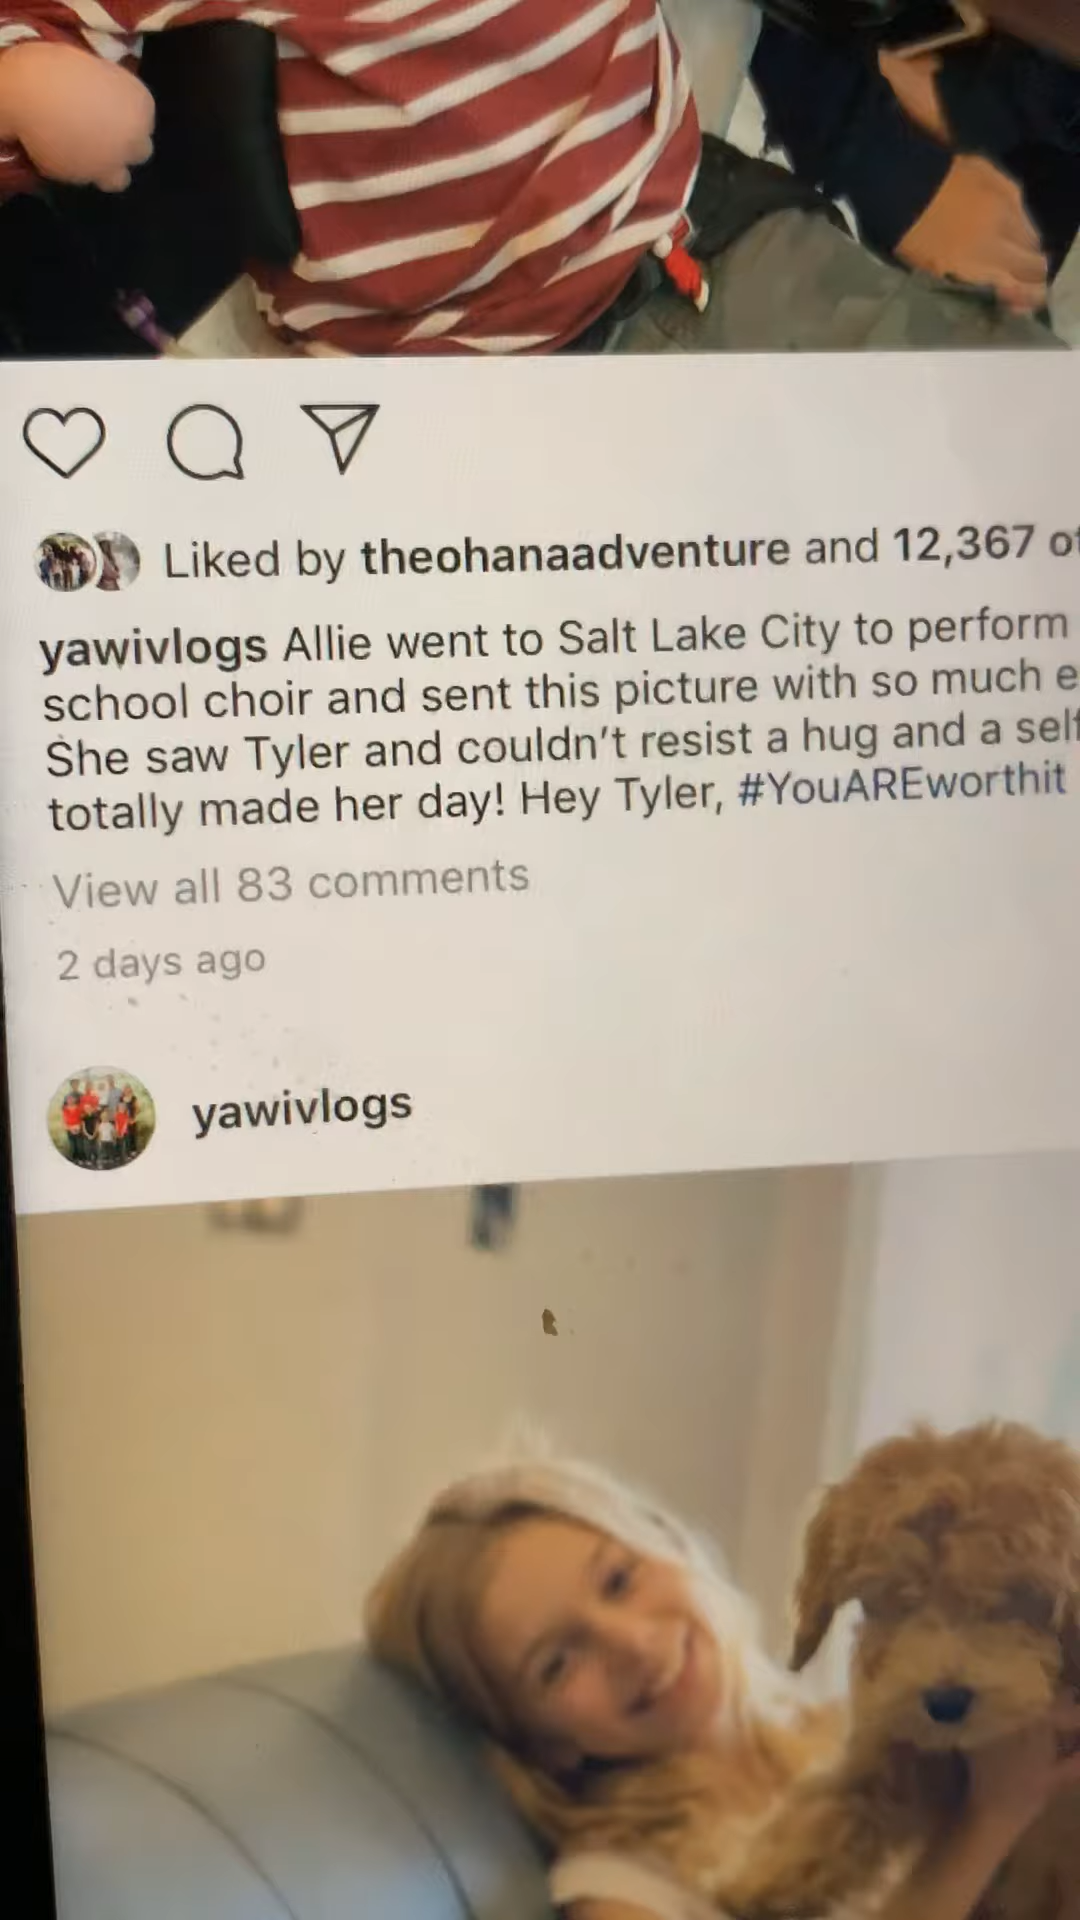 Liked by theohanaadventure and 12,367
yawivlogs Allie went to Salt Lake City to perform
school choir and sent this picture with so much
She saw Tyler and couldn't resist a hug and a
totally made her day! Hey Tyler, #YouAREworthit
View all 83 comments
2 days ago
yawivlogs